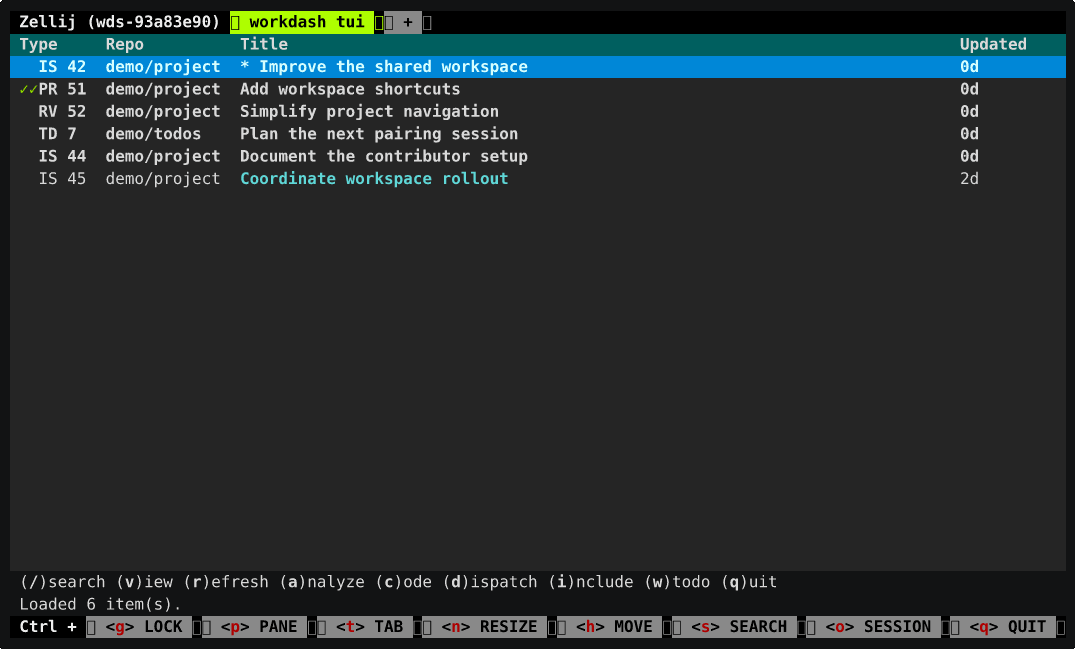 Zellij (wds-93a83e90) workdash tui +
Type Repo Title Updated
IS 42 demo/project * Improve the shared workspace 0d
✓✓PR 51 demo/project Add workspace shortcuts 0d
RV 52 demo/project Simplify project navigation 0d
TD 7 demo/todos Plan the next pairing session 0d
IS 44 demo/project Document the contributor setup 0d
IS 45 demo/project Coordinate workspace rollout 2d
(/)search (v)iew (r)efresh (a)nalyze (c)ode (d)ispatch (i)nclude (w)todo (q)uit
Loaded 6 item(s).
Ctrl + <g> LOCK <p> PANE <t> TAB <n> RESIZE <h> MOVE <s> SEARCH <o> SESSION <q> QUIT